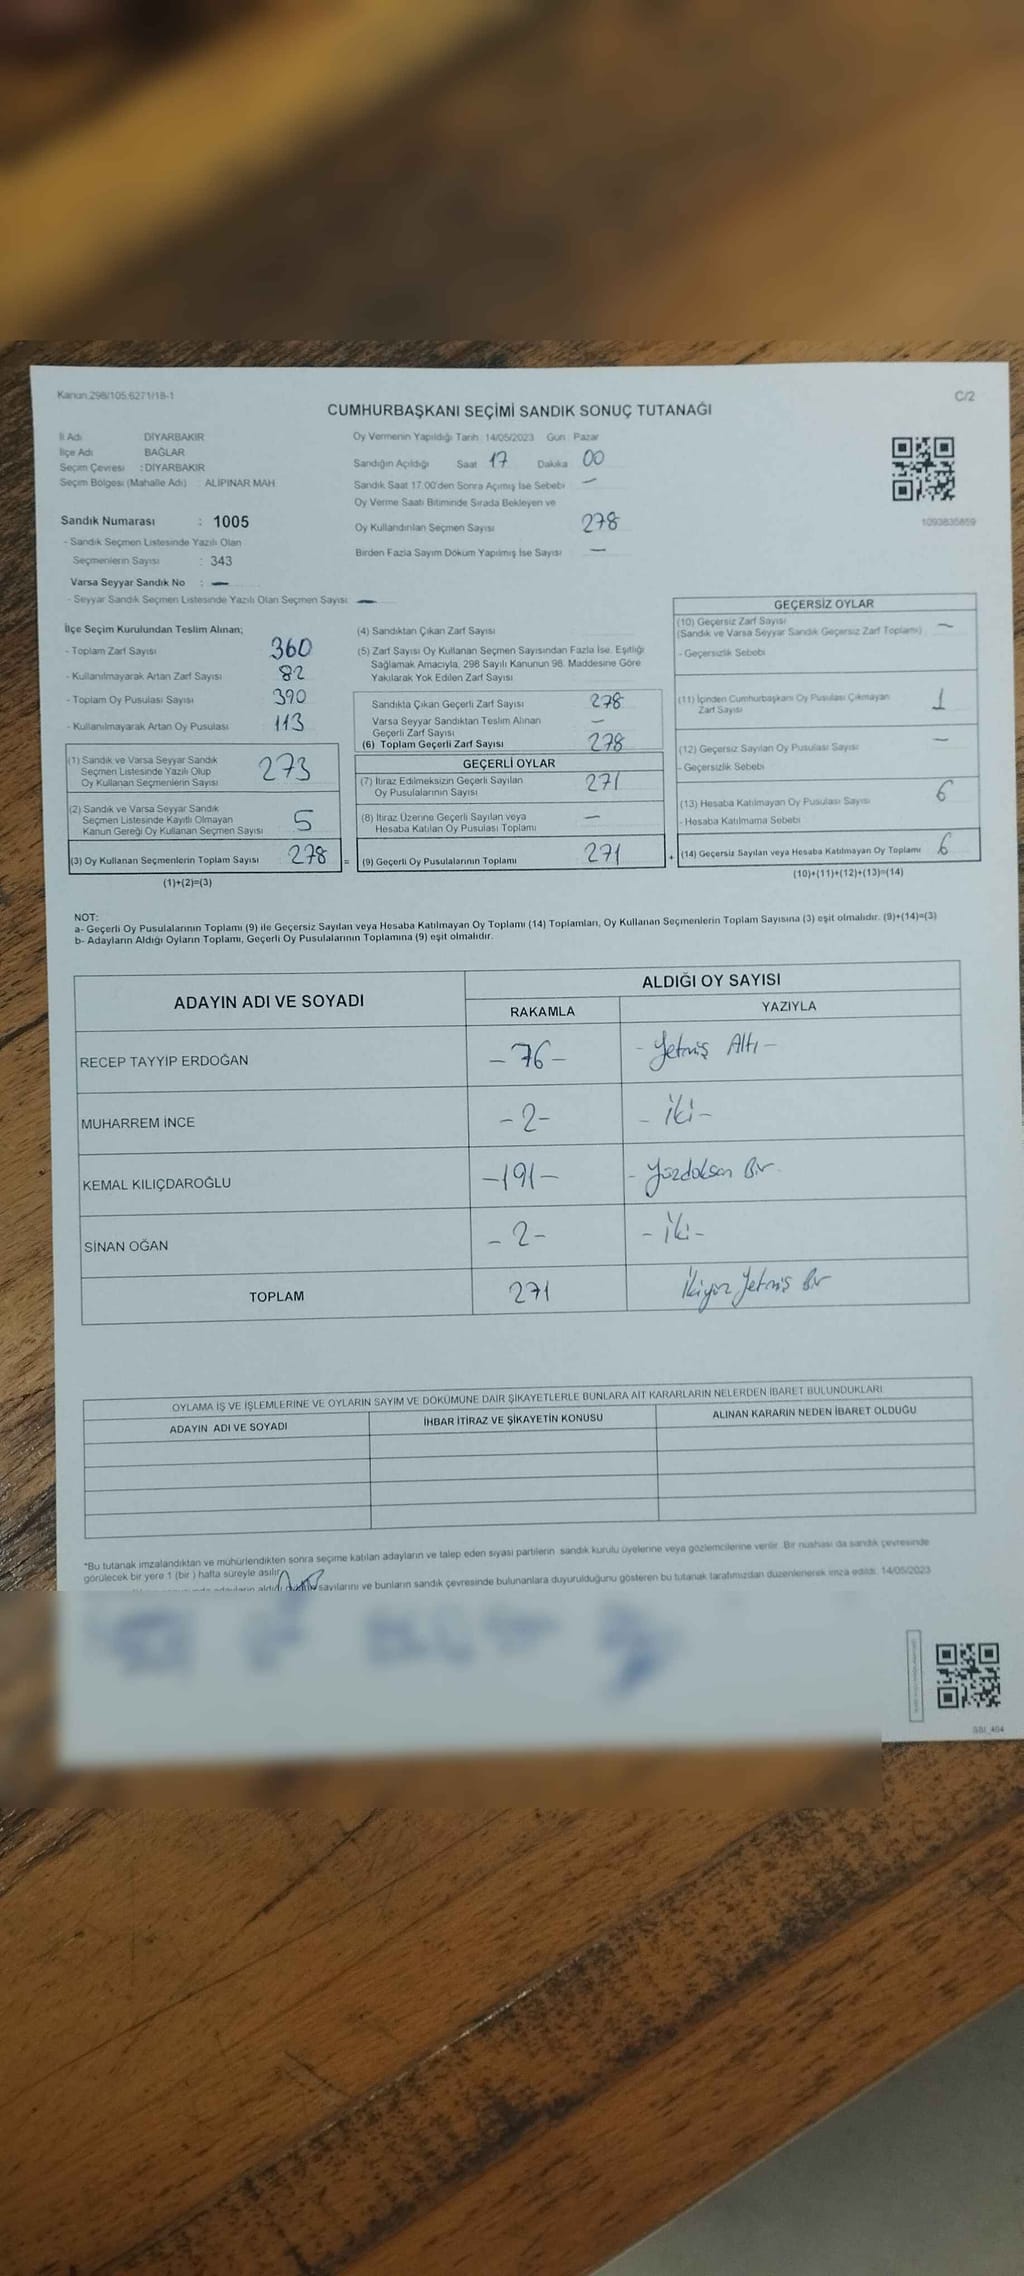 Kanun.298/105,6271/18-1
C/2
CUMHURBAŞKANI SEÇİMİ SANDIK SONUÇ TUTANAĞI
İl Adı DİYARBAKIR
İlçe Adı BAĞLAR
Seçim Çevresi : DİYARBAKIR
Seçim Bölgesi (Mahalle Adı) : ALİPINAR MAH.
Sandık Numarası : 1005
- Sandık Seçmen Listesinde Yazılı Olan
Seçmenlerin Sayısı : 343
Varsa Seyyar Sandık No : —
- Seyyar Sandık Seçmen Listesinde Yazılı Olan Seçmen Sayısı —
Oy Vermenin Yapıldığı Tarih : 14/05/2023 Gün : Pazar
Sandığın Açıldığı Saat 17 Dakika 00
Sandık Saat 17.00'den Sonra Açımış İse Sebebi —
Oy Verme Saati Bitiminde Sırada Bekleyen ve
Oy Kullandırılan Seçmen Sayısı 278
Birden Fazla Sayım Döküm Yapılmış İse Sayısı —
1093835859
İlçe Seçim Kurulundan Teslim Alınan;
- Toplam Zarf Sayısı 360
- Kullanılmayarak Artan Zarf Sayısı 82
- Toplam Oy Pusulası Sayısı 390
- Kullanılmayarak Artan Oy Pusulası 113
(1) Sandık ve Varsa Seyyar Sandık
Seçmen Listesinde Yazılı Olup
Oy Kullanan Seçmenlerin Sayısı 273
(2) Sandık ve Varsa Seyyar Sandık
Seçmen Listesinde Kayıtlı Olmayan
Kanun Gereği Oy Kullanan Seçmen Sayısı 5
(3) Oy Kullanan Seçmenlerin Toplam Sayısı 278 =
(1)+(2)=(3)
(4) Sandıktan Çıkan Zarf Sayısı
(5) Zarf Sayısı Oy Kullanan Seçmen Sayısından Fazla İse, Eşitliği
Sağlamak Amacıyla, 298 Sayılı Kanunun 98. Maddesine Göre
Yakılarak Yok Edilen Zarf Sayısı
Sandıkta Çıkan Geçerli Zarf Sayısı 278
Varsa Seyyar Sandıktan Teslim Alınan
Geçerli Zarf Sayısı —
(6) Toplam Geçerli Zarf Sayısı 278
GEÇERLİ OYLAR
(7) İtiraz Edilmeksizin Geçerli Sayılan
Oy Pusulalarının Sayısı 271
(8) İtiraz Üzerine Geçerli Sayılan veya
Hesaba Katılan Oy Pusulası Toplamı —
(9) Geçerli Oy Pusulalarının Toplamı 271 +
GEÇERSİZ OYLAR
(10) Geçersiz Zarf Sayısı
(Sandık ve Varsa Seyyar Sandık Geçersiz Zarf Toplamı) —
- Geçersizlik Sebebi
(11) İçinden Cumhurbaşkanı Oy Pusulası Çıkmayan
Zarf Sayısı 1
(12) Geçersiz Sayılan Oy Pusulası Sayısı —
- Geçersizlik Sebebi
(13) Hesaba Katılmayan Oy Pusulası Sayısı 6
- Hesaba Katılmama Sebebi
(14) Geçersiz Sayılan veya Hesaba Katılmayan Oy Toplamı 6
(10)+(11)+(12)+(13)=(14)
NOT:
a- Geçerli Oy Pusulalarının Toplamı (9) ile Geçersiz Sayılan veya Hesaba Katılmayan Oy Toplamı (14) Toplamları, Oy Kullanan Seçmenlerin Toplam Sayısına (3) eşit olmalıdır. (9)+(14)=(3)
b- Adayların Aldığı Oyların Toplamı, Geçerli Oy Pusulalarının Toplamına (9) eşit olmalıdır.
ADAYIN ADI VE SOYADI ALDIĞI OY SAYISI
RAKAMLA YAZIYLA
RECEP TAYYİP ERDOĞAN -76- - Yetmiş Altı -
MUHARREM İNCE -2- - İki -
KEMAL KILIÇDAROĞLU -191- - Yüzdoksan Bir -
SİNAN OĞAN -2- - İki -
TOPLAM 271 İkiyüz Yetmiş Bir
OYLAMA İŞ VE İŞLEMLERİNE VE OYLARIN SAYIM VE DÖKÜMÜNE DAİR ŞİKAYETLERLE BUNLARA AİT KARARLARIN NELERDEN İBARET BULUNDUKLARI
ADAYIN ADI VE SOYADI İHBAR İTİRAZ VE ŞİKAYETİN KONUSU ALINAN KARARIN NEDEN İBARET OLDUĞU
*Bu tutanak imzalandıktan ve mühürlendikten sonra seçime katılan adayların ve talep eden siyasi partilerin sandık kurulu üyelerine veya gözlemcilerine verilir. Bir nüshası da sandık çevresinde
görülecek bir yere 1 (bir) hafta süreyle asılır.
sayılarını ve bunların sandık çevresinde bulunanlara duyurulduğunu gösteren bu tutanak tarafımızdan düzenlenerek imza edildi. 14/05/2023